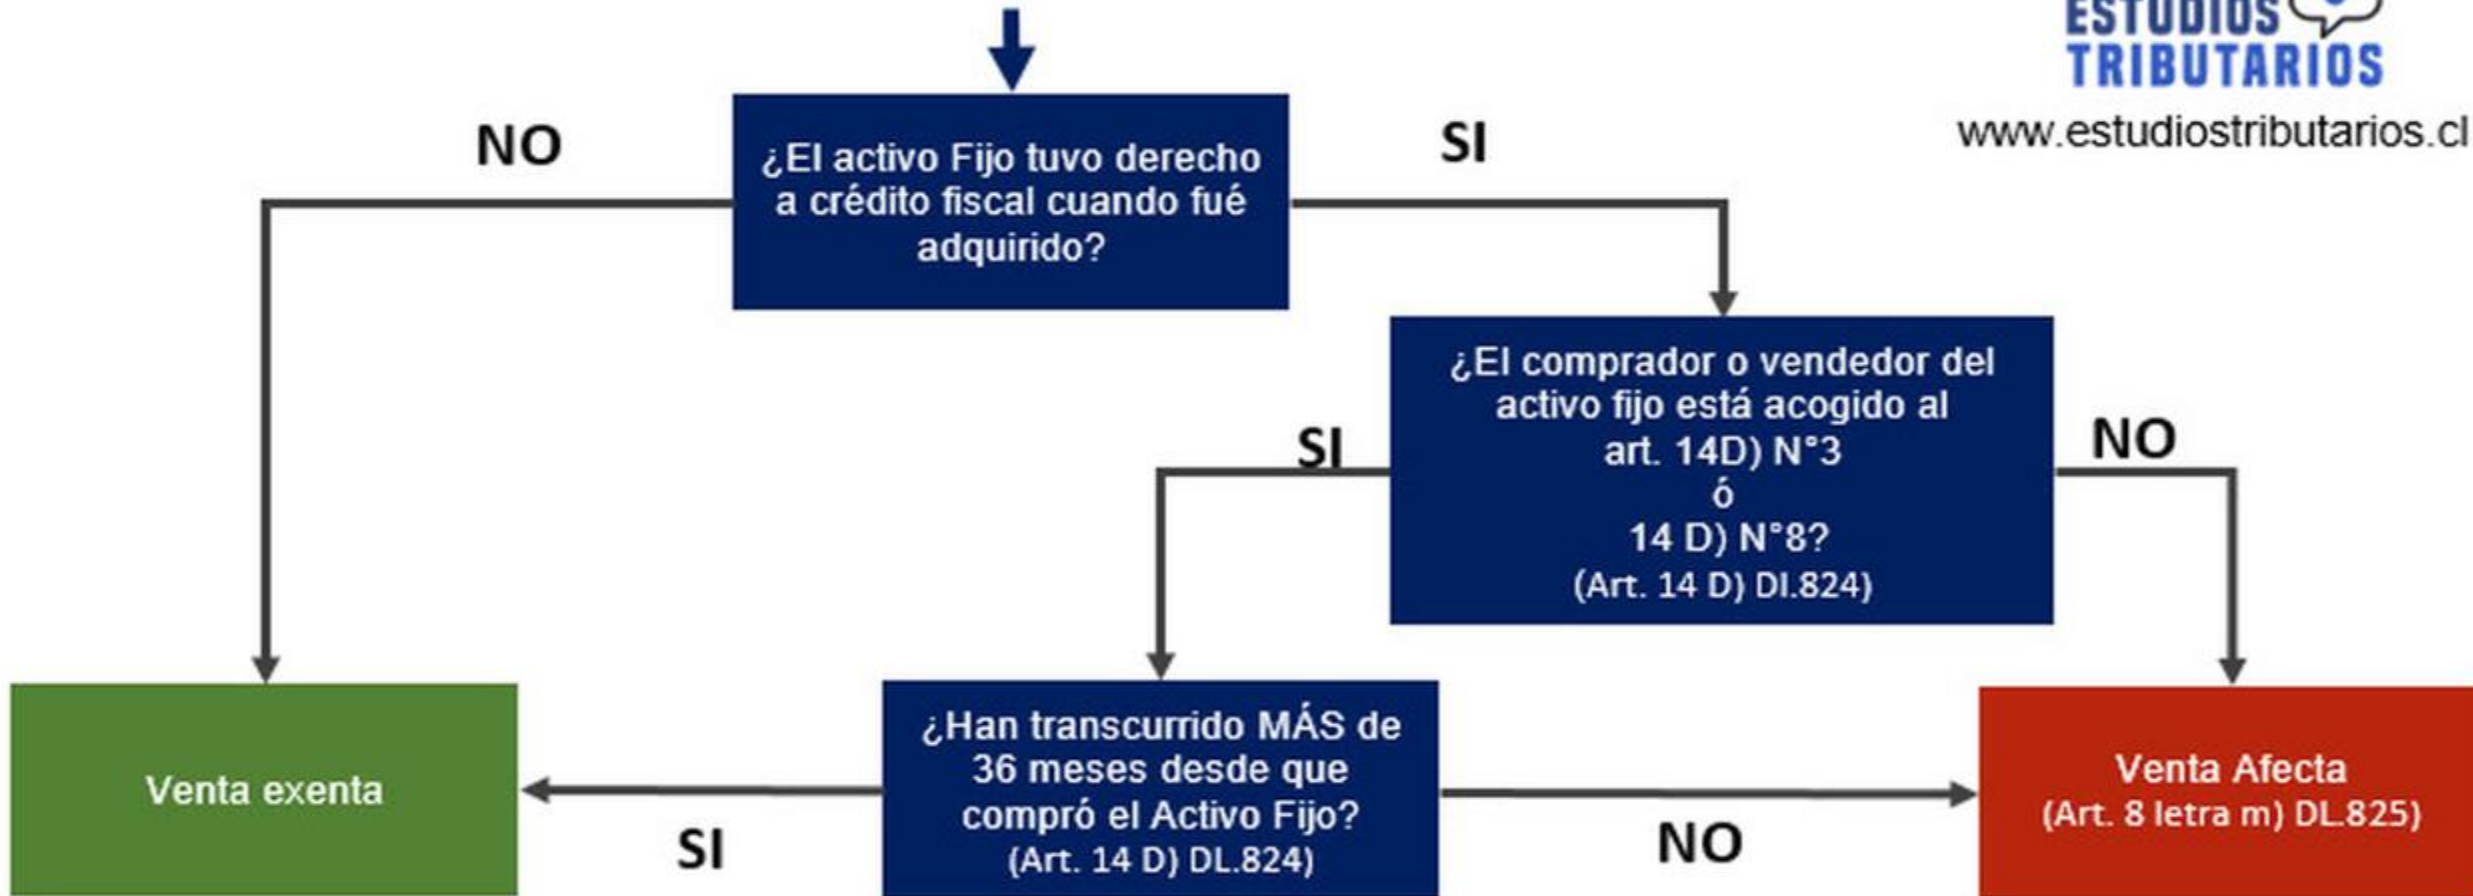 ESTUDIOS
TRIBUTARIOS
www.estudiostributarios.cl
NO
¿El activo Fijo tuvo derecho
a crédito fiscal cuando fué
adquirido?
SI
¿El comprador o vendedor del
activo fijo está acogido al
art. 14D) N°3
ó
14 D) N°8?
(Art. 14 D) Dl.824)
SI
NO
Venta exenta
SI
¿Han transcurrido MÁS de
36 meses desde que
compró el Activo Fijo?
(Art. 14 D) DL.824)
NO
Venta Afecta
(Art. 8 letra m) DL.825)